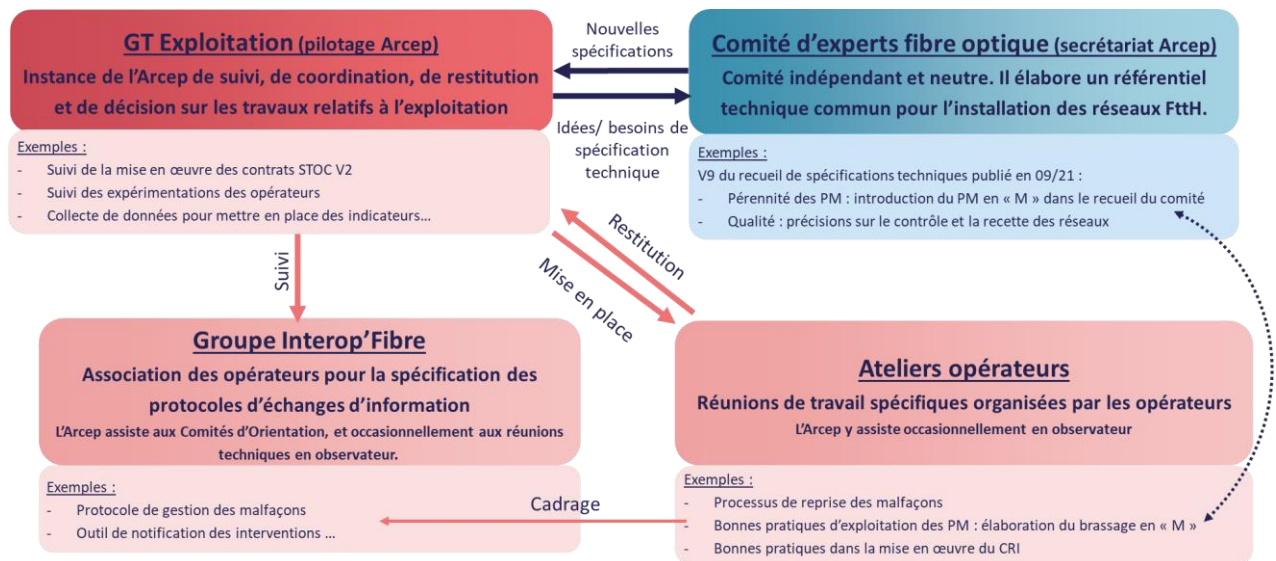 GT Exploitation (pilotage Arcep)
Instance de l'Arcep de suivi, de coordination, de restitution
et de décision sur les travaux relatifs à l'exploitation
Exemples :
- Suivi de la mise en œuvre des contrats STOC V2
- Suivi des expérimentations des opérateurs
- Collecte de données pour mettre en place des indicateurs…
Nouvelles
spécifications
Idées/ besoins de
spécification
technique
Comité d'experts fibre optique (secrétariat Arcep)
Comité indépendant et neutre. Il élabore un référentiel
technique commun pour l'installation des réseaux FttH.
Exemples :
V9 du recueil de spécifications techniques publié en 09/21 :
- Pérennité des PM : introduction du PM en « M » dans le recueil du comité
- Qualité : précisions sur le contrôle et la recette des réseaux
Suivi
Restitution
Mise en place
Groupe Interop'Fibre
Association des opérateurs pour la spécification des
protocoles d'échanges d'information
L'Arcep assiste aux Comités d'Orientation, et occasionnellement aux réunions
techniques en observateur.
Exemples :
- Protocole de gestion des malfaçons
- Outil de notification des interventions …
Cadrage
Ateliers opérateurs
Réunions de travail spécifiques organisées par les opérateurs
L'Arcep y assiste occasionnellement en observateur
Exemples :
- Processus de reprise des malfaçons
- Bonnes pratiques d'exploitation des PM : élaboration du brassage en « M »
- Bonnes pratiques dans la mise en œuvre du CRI